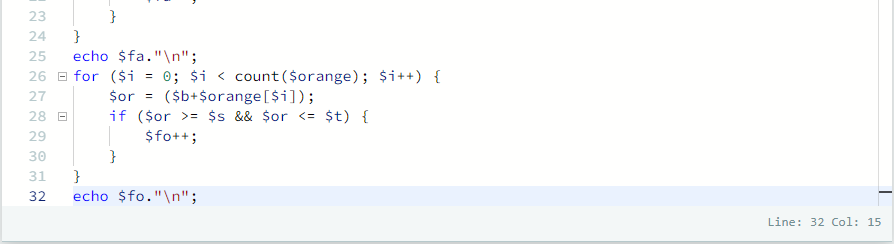 23 }
24 }
25 echo $fa."\n";
26 for ($i = 0; $i < count($orange); $i++) {
27 $or = ($b+$orange[$i]);
28 if ($or >= $s && $or <= $t) {
29 $fo++;
30 }
31 }
32 echo $fo."\n";
Line: 32 Col: 15